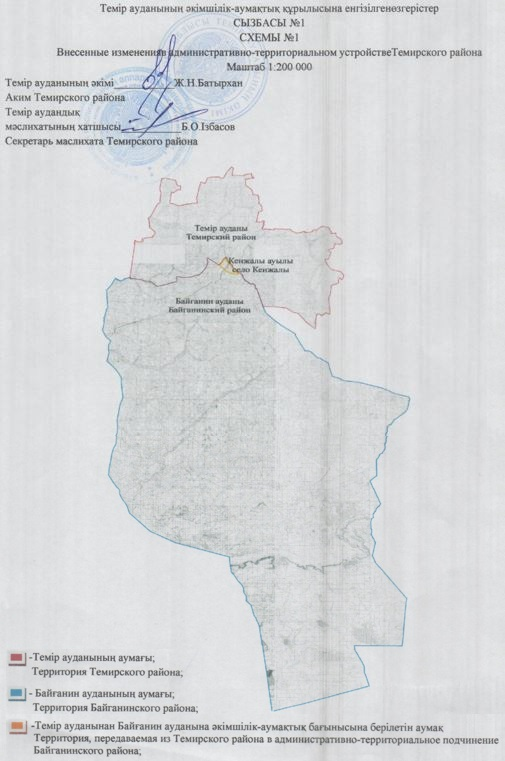 Темір ауданының әкімшілік-аумақтық құрылысына енгізілгенөзгерістер
СЫЗБАСЫ №1
СХЕМЫ №1
Внесенные измененияв административно-территориальном устройствеТемирского района
Маштаб 1:200 000
Темір ауданының әкімі Ж.Н.Батырхан
Аким Темирского района
Темір аудандық
мәслихатының хатшысы Б.О.Ізбасов
Секретарь маслихата Темирского района
Темір ауданы
Темирский район
Кенжалы ауылы
село Кенжалы
Байғанин ауданы
Байганинский район
-Темір ауданының аумағы;
Территория Темирского района;
- Байғанин ауданының аумағы;
Территория Байганинского района;
-Темір ауданынан Байғанин ауданына әкімшілік-аумақтық бағынысына берілетін аумақ
Территория, передаваемая из Темирского района в административно-территориальное подчинение
Байганинского района;